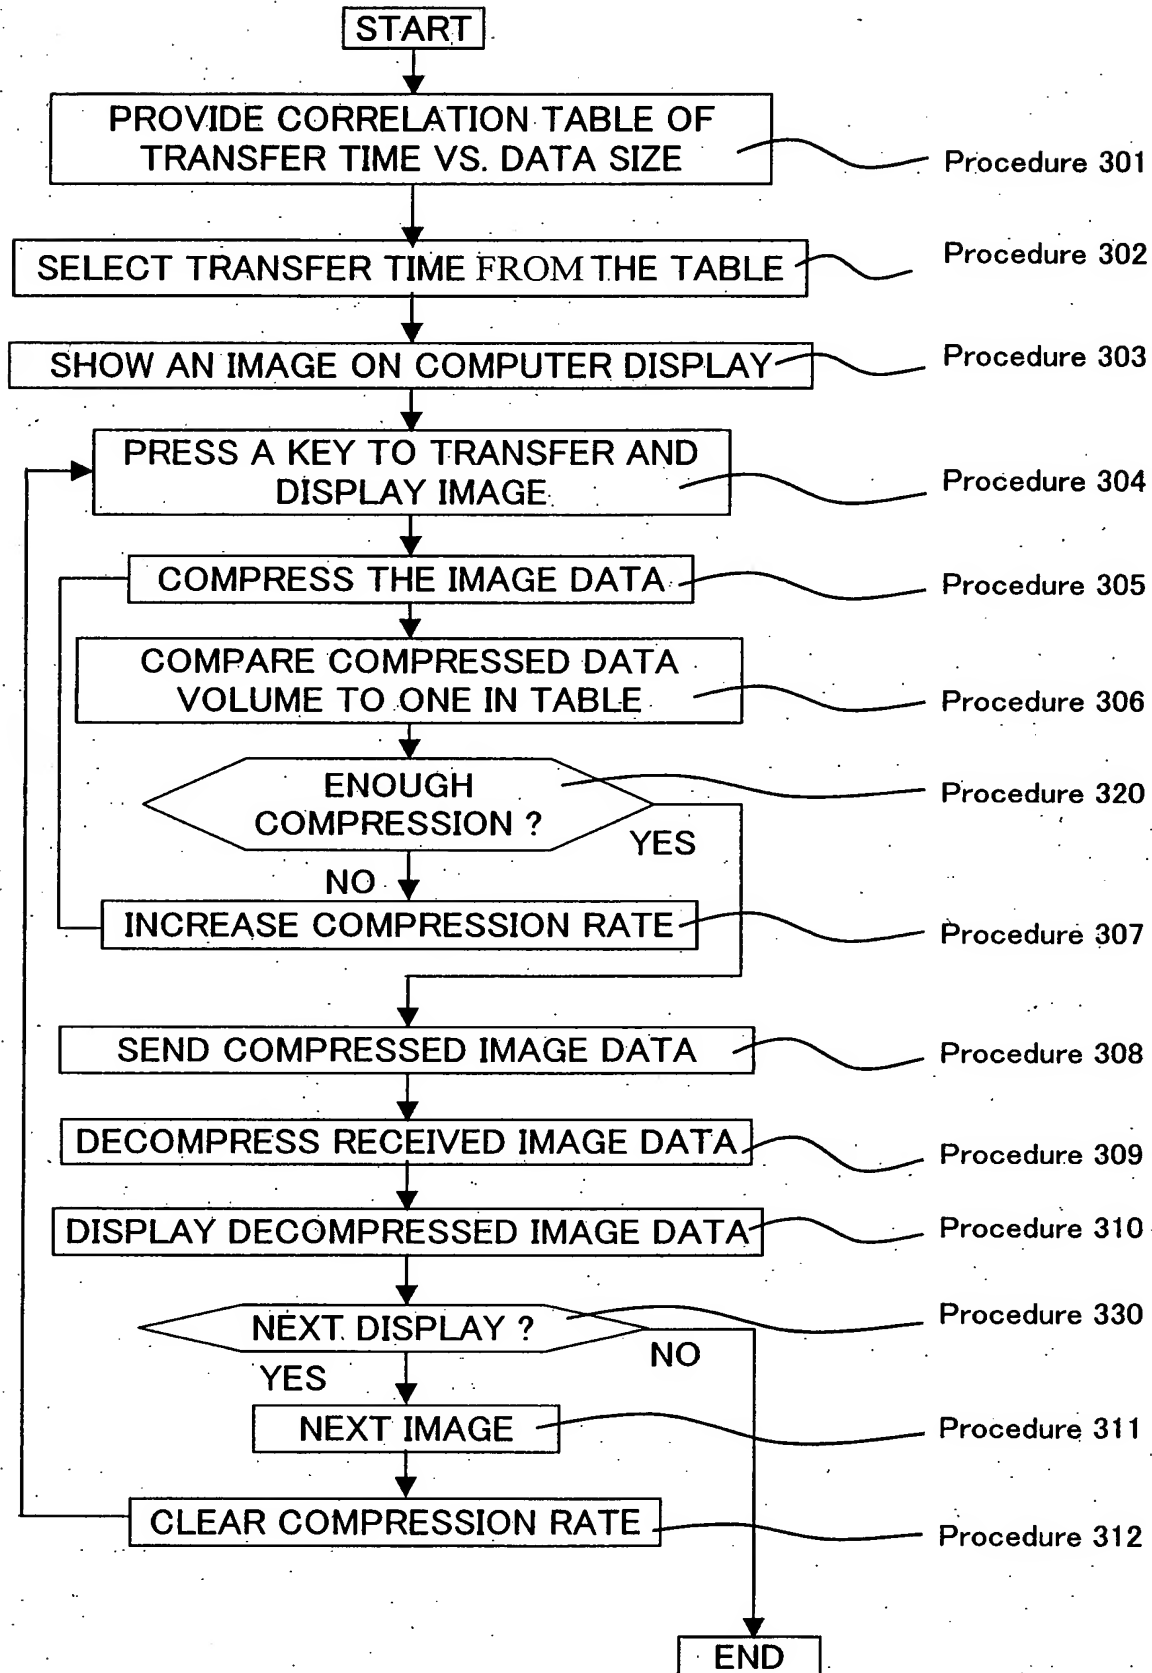 START
PROVIDE CORRELATION TABLE OF
TRANSFER TIME VS. DATA SIZE
Procedure 301
SELECT TRANSFER TIME FROM THE TABLE
Procedure 302
SHOW AN IMAGE ON COMPUTER DISPLAY
Procedure 303
PRESS A KEY TO TRANSFER AND
DISPLAY IMAGE
Procedure 304
COMPRESS THE IMAGE DATA
Procedure 305
COMPARE COMPRESSED DATA
VOLUME TO ONE IN TABLE
Procedure 306
ENOUGH
COMPRESSION ?
Procedure 320
YES
NO
INCREASE COMPRESSION RATE
Procedure 307
SEND COMPRESSED IMAGE DATA
Procedure 308
DECOMPRESS RECEIVED IMAGE DATA
Procedure 309
DISPLAY DECOMPRESSED IMAGE DATA
Procedure 310
NEXT DISPLAY ?
Procedure 330
NO
YES
NEXT IMAGE
Procedure 311
CLEAR COMPRESSION RATE
Procedure 312
END